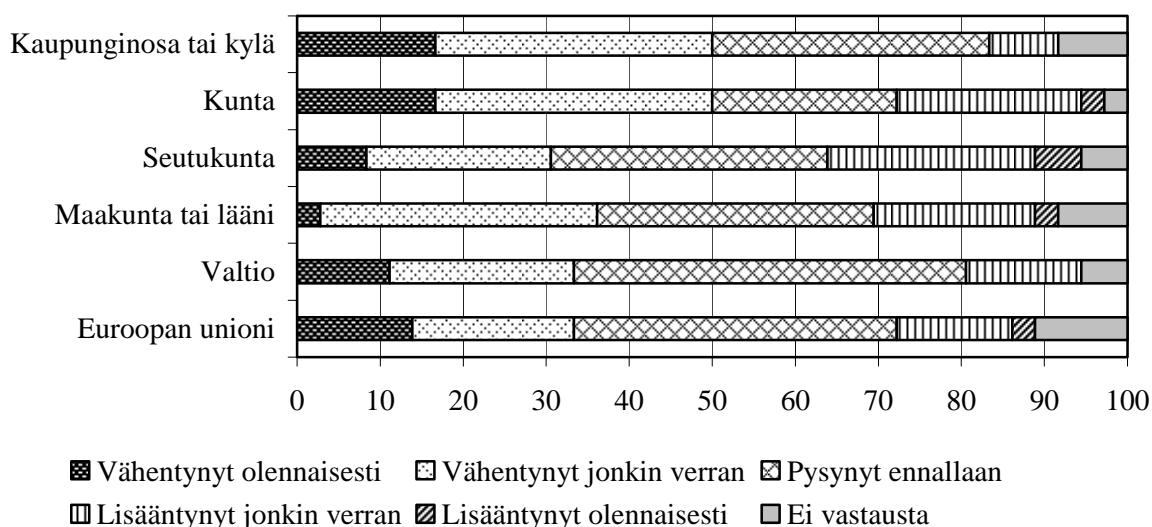 Kaupunginosa tai kylä
Kunta
Seutukunta
Maakunta tai lääni
Valtio
Euroopan unioni
0 10 20 30 40 50 60 70 80 90 100
Vähentynyt olennaisesti Vähentynyt jonkin verran Pysynyt ennallaan
Lisääntynyt jonkin verran Lisääntynyt olennaisesti Ei vastausta